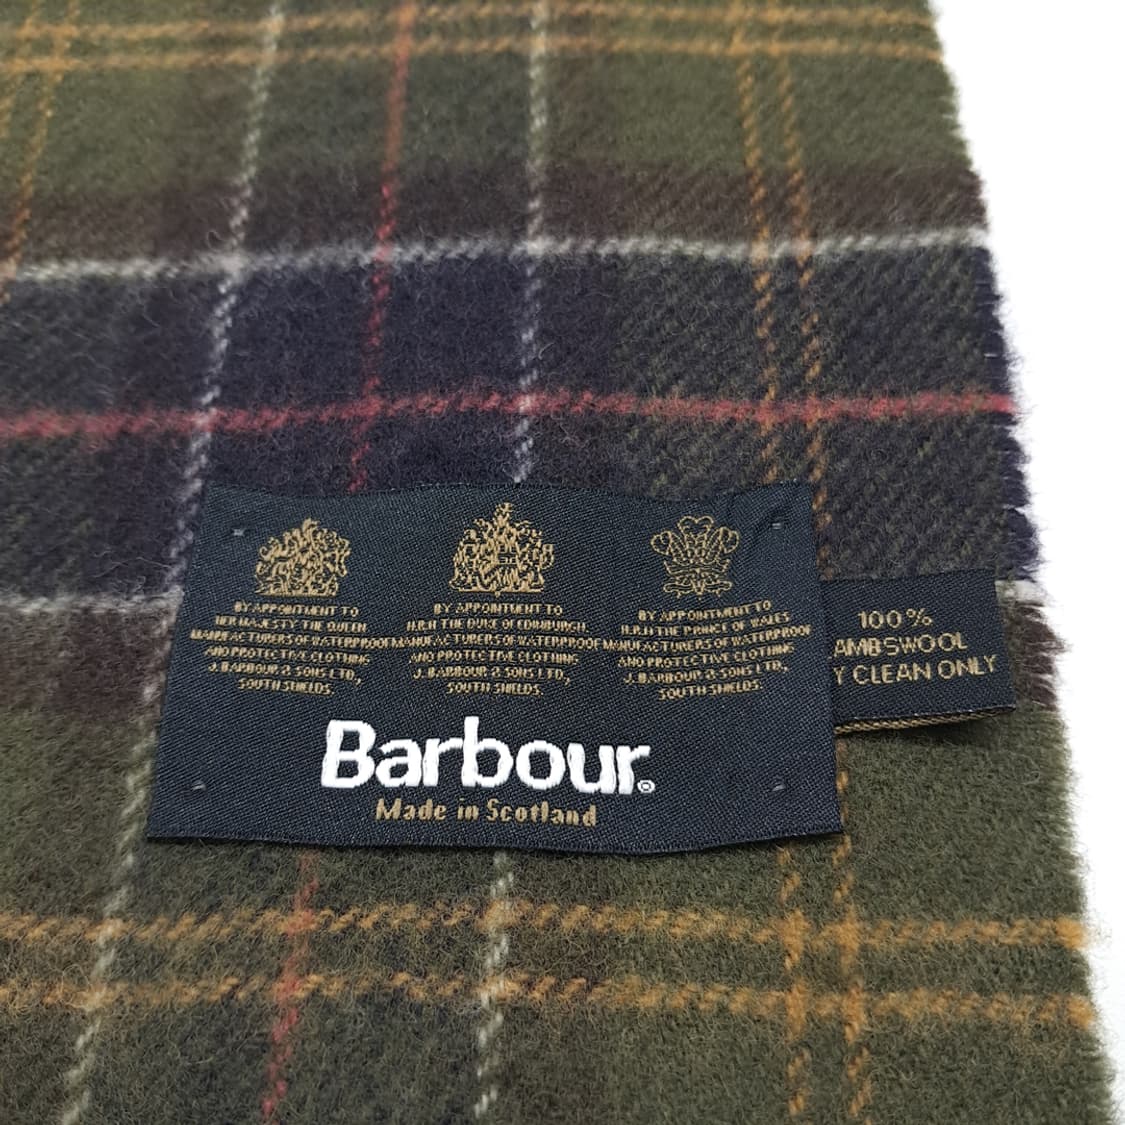 BY APPOINTMENT TO
HER MAJESTY THE QUEEN
MANUFACTURERS OF WATERPROOF
AND PROTECTIVE CLOTHING
J. BARBOUR & SONS LTD.,
SOUTH SHIELDS.
BY APPOINTMENT TO
H.R.H THE DUKE OF EDINBURGH.
MANUFACTURERS OF WATERPROOF
AND PROTECTIVE CLOTHING
J. BARBOUR & SONS LTD.,
SOUTH SHIELDS.
BY APPOINTMENT TO
H.R.H THE PRINCE OF WALES
MANUFACTURERS OF WATERPROOF
AND PROTECTIVE CLOTHING
J. BARBOUR & SONS LTD.,
SOUTH SHIELDS.
Barbour®
Made in Scotland
100%
AMBSWOOL
Y CLEAN ONLY